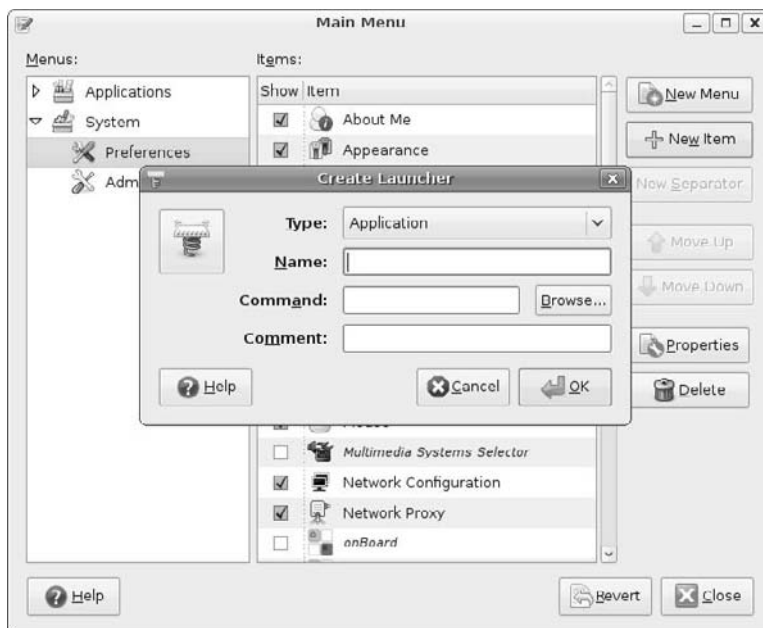 Main Menu
Menus:
Items:
Applications
System
Preferences
Adm
Show Item
About Me
Appearance
Create Launcher
Type: Application
Name:
Command: Browse...
Comment:
Help Cancel OK
Multimedia Systems Selector
Network Configuration
Network Proxy
onBoard
New Menu
New Item
New Separator
Move Up
Move Down
Properties
Delete
Help Revert Close